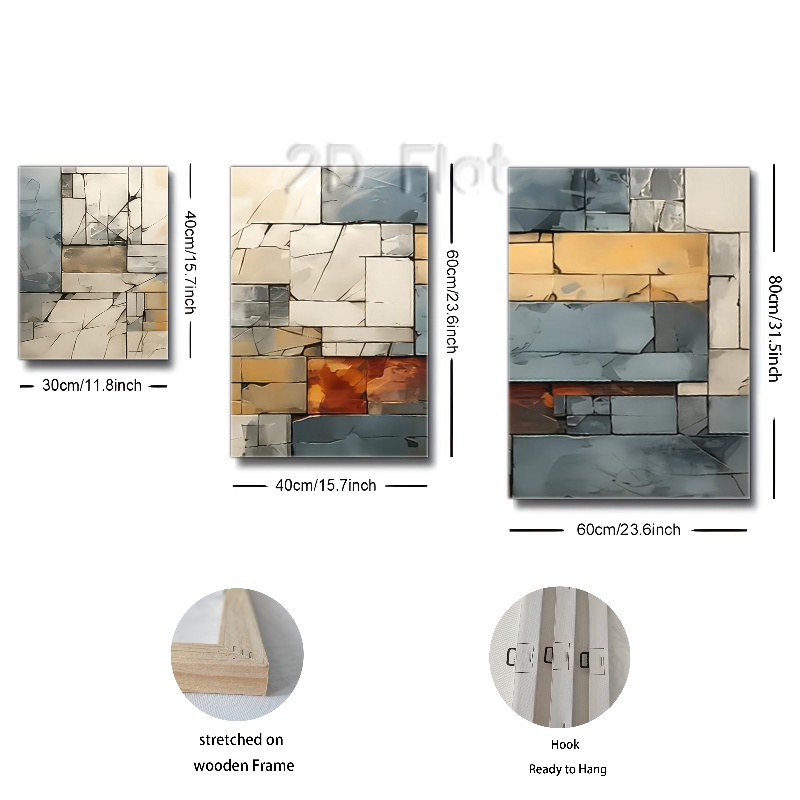 2D Flat
40cm/15.7inch
30cm/11.8inch
60cm/23.6inch
40cm/15.7inch
80cm/31.5inch
60cm/23.6inch
stretched on
wooden Frame
Hook
Ready to Hang